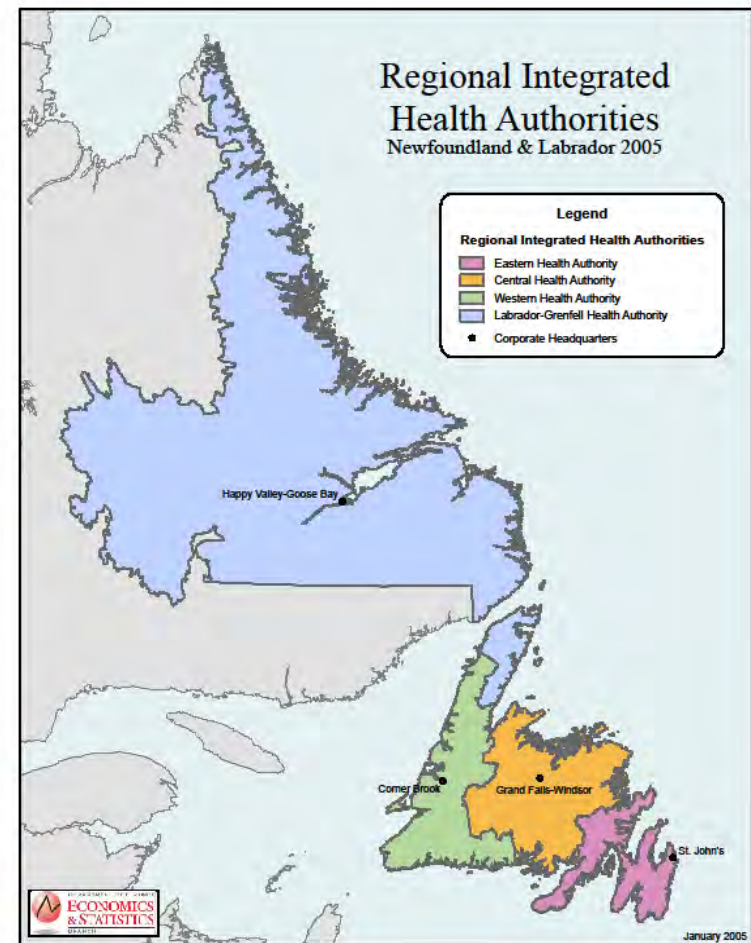 Regional Integrated
Health Authorities
Newfoundland & Labrador 2005
Legend
Regional Integrated Health Authorities
Eastern Health Authority
Central Health Authority
Western Health Authority
Labrador-Grenfell Health Authority
Corporate Headquarters
Happy Valley-Goose Bay
Corner Brook
Grand Falls-Windsor
St. John's
ECONOMICS
& STATISTICS
BRANCH
January 2005